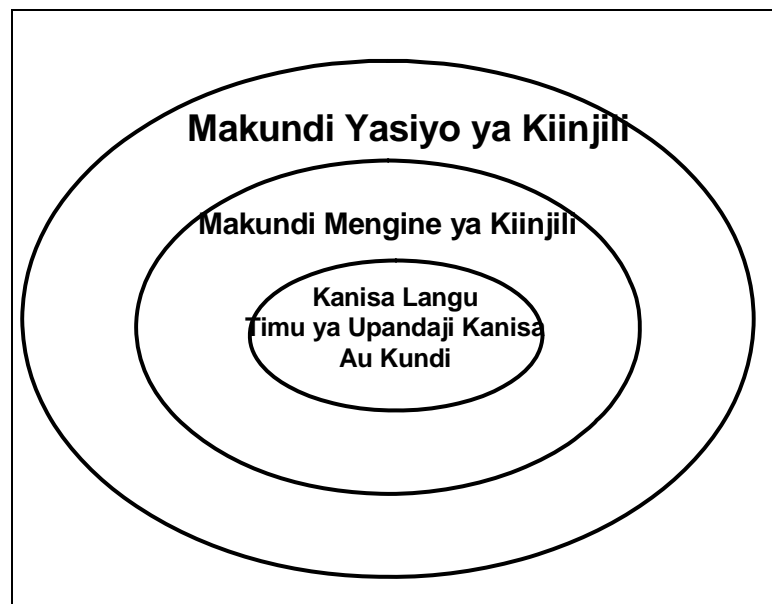 Makundi Yasiyo ya Kiinjili
Makundi Mengine ya Kiinjili
Kanisa Langu
Timu ya Upandaji Kanisa
Au Kundi